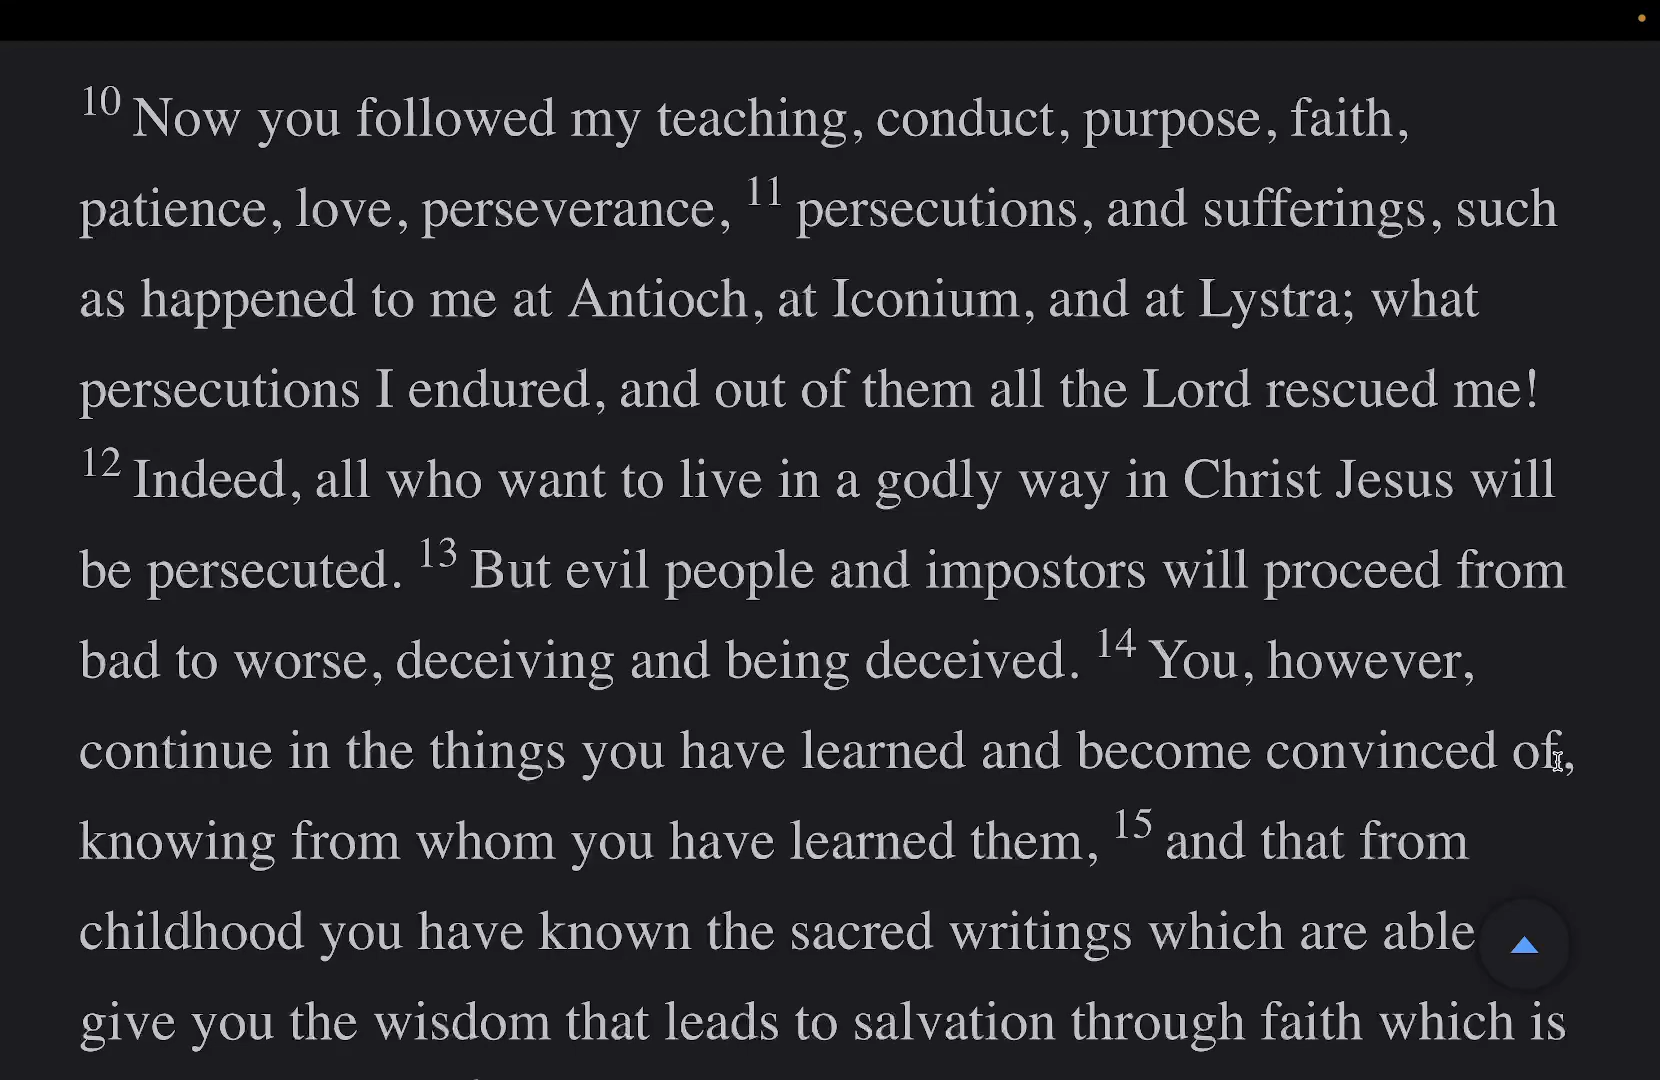 10 Now you followed my teaching, conduct, purpose, faith,
patience, love, perseverance, 11 persecutions, and sufferings, such
as happened to me at Antioch, at Iconium, and at Lystra; what
persecutions I endured, and out of them all the Lord rescued me!
12 Indeed, all who want to live in a godly way in Christ Jesus will
be persecuted. 13 But evil people and impostors will proceed from
bad to worse, deceiving and being deceived. 14 You, however,
continue in the things you have learned and become convinced of,
knowing from whom you have learned them, 15 and that from
childhood you have known the sacred writings which are able
give you the wisdom that leads to salvation through faith which is